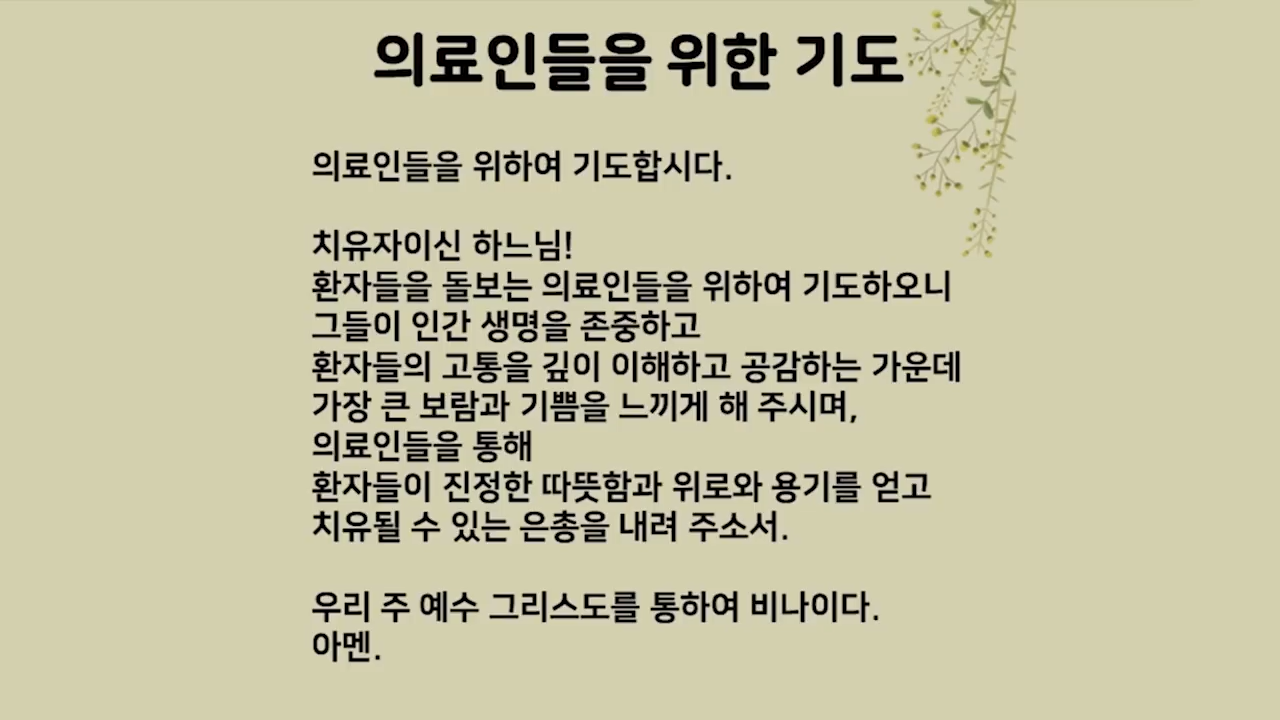 의료인들을 위한 기도
의료인들을 위하여 기도합시다.
치유자이신 하느님!
환자들을 돌보는 의료인들을 위하여 기도하오니
그들이 인간 생명을 존중하고
환자들의 고통을 깊이 이해하고 공감하는 가운데
가장 큰 보람과 기쁨을 느끼게 해 주시며,
의료인들을 통해
환자들이 진정한 따뜻함과 위로와 용기를 얻고
치유될 수 있는 은총을 내려 주소서.
우리 주 예수 그리스도를 통하여 비나이다.
아멘.